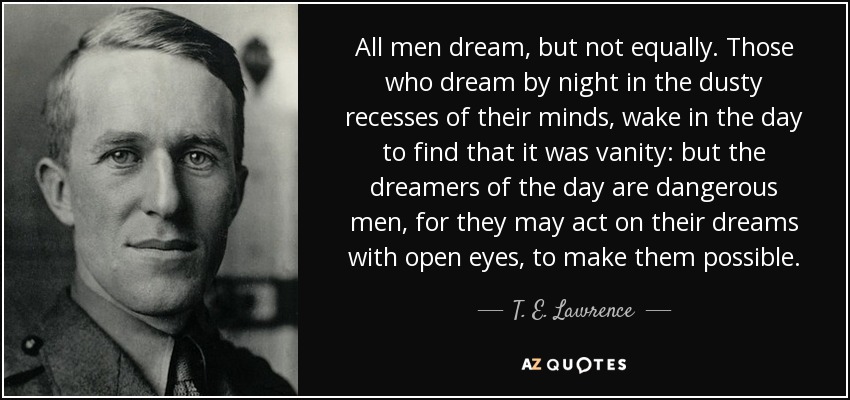 All men dream, but not equally. Those
who dream by night in the dusty
recesses of their minds, wake in the day
to find that it was vanity: but the
dreamers of the day are dangerous
men, for they may act on their dreams
with open eyes, to make them possible.
T. E. Lawrence
AZ QUOTES